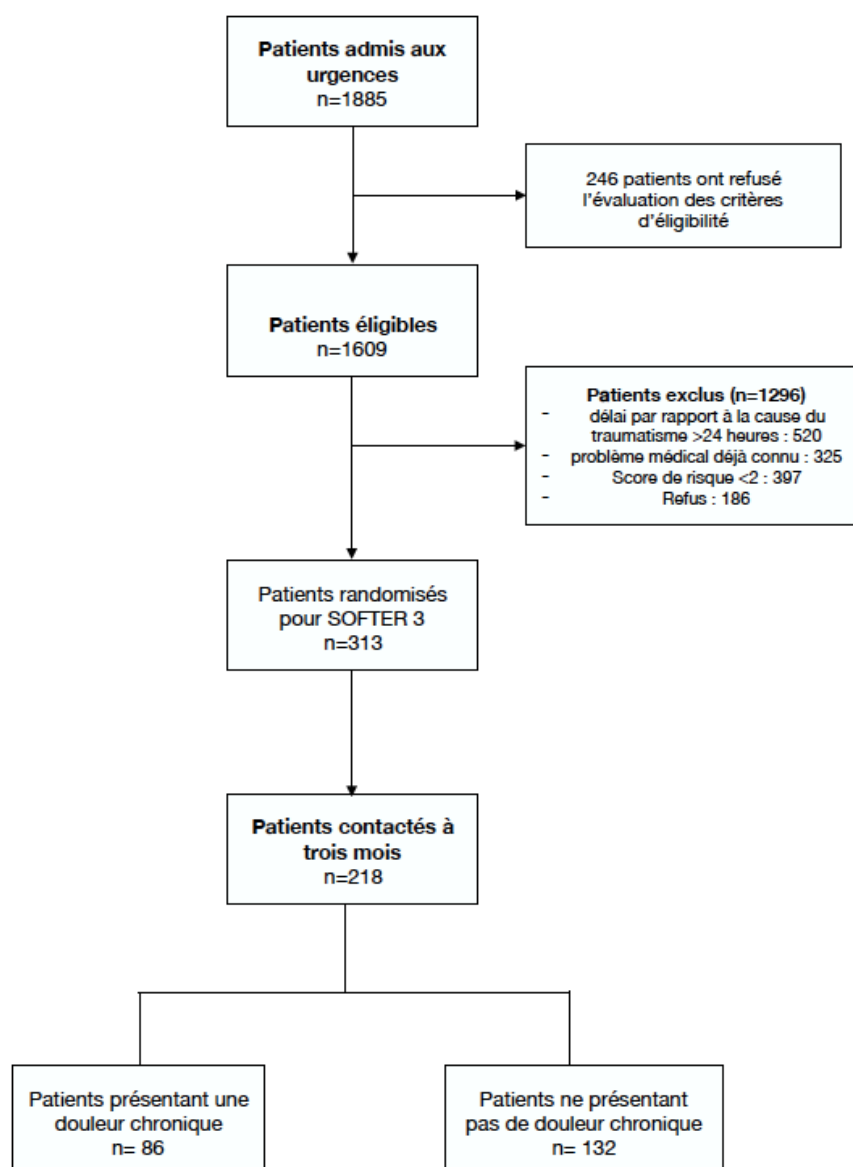 Patients admis aux
urgences
n=1885
246 patients ont refusé
l'évaluation des critères
d'éligibilité
Patients éligibles
n=1609
Patients exclus (n=1296)
- délai par rapport à la cause du
traumatisme >24 heures : 520
- problème médical déjà connu : 325
- Score de risque <2 : 397
- Refus : 186
Patients randomisés
pour SOFTER 3
n=313
Patients contactés à
trois mois
n=218
Patients présentant une
douleur chronique
n= 86
Patients ne présentant
pas de douleur chronique
n= 132